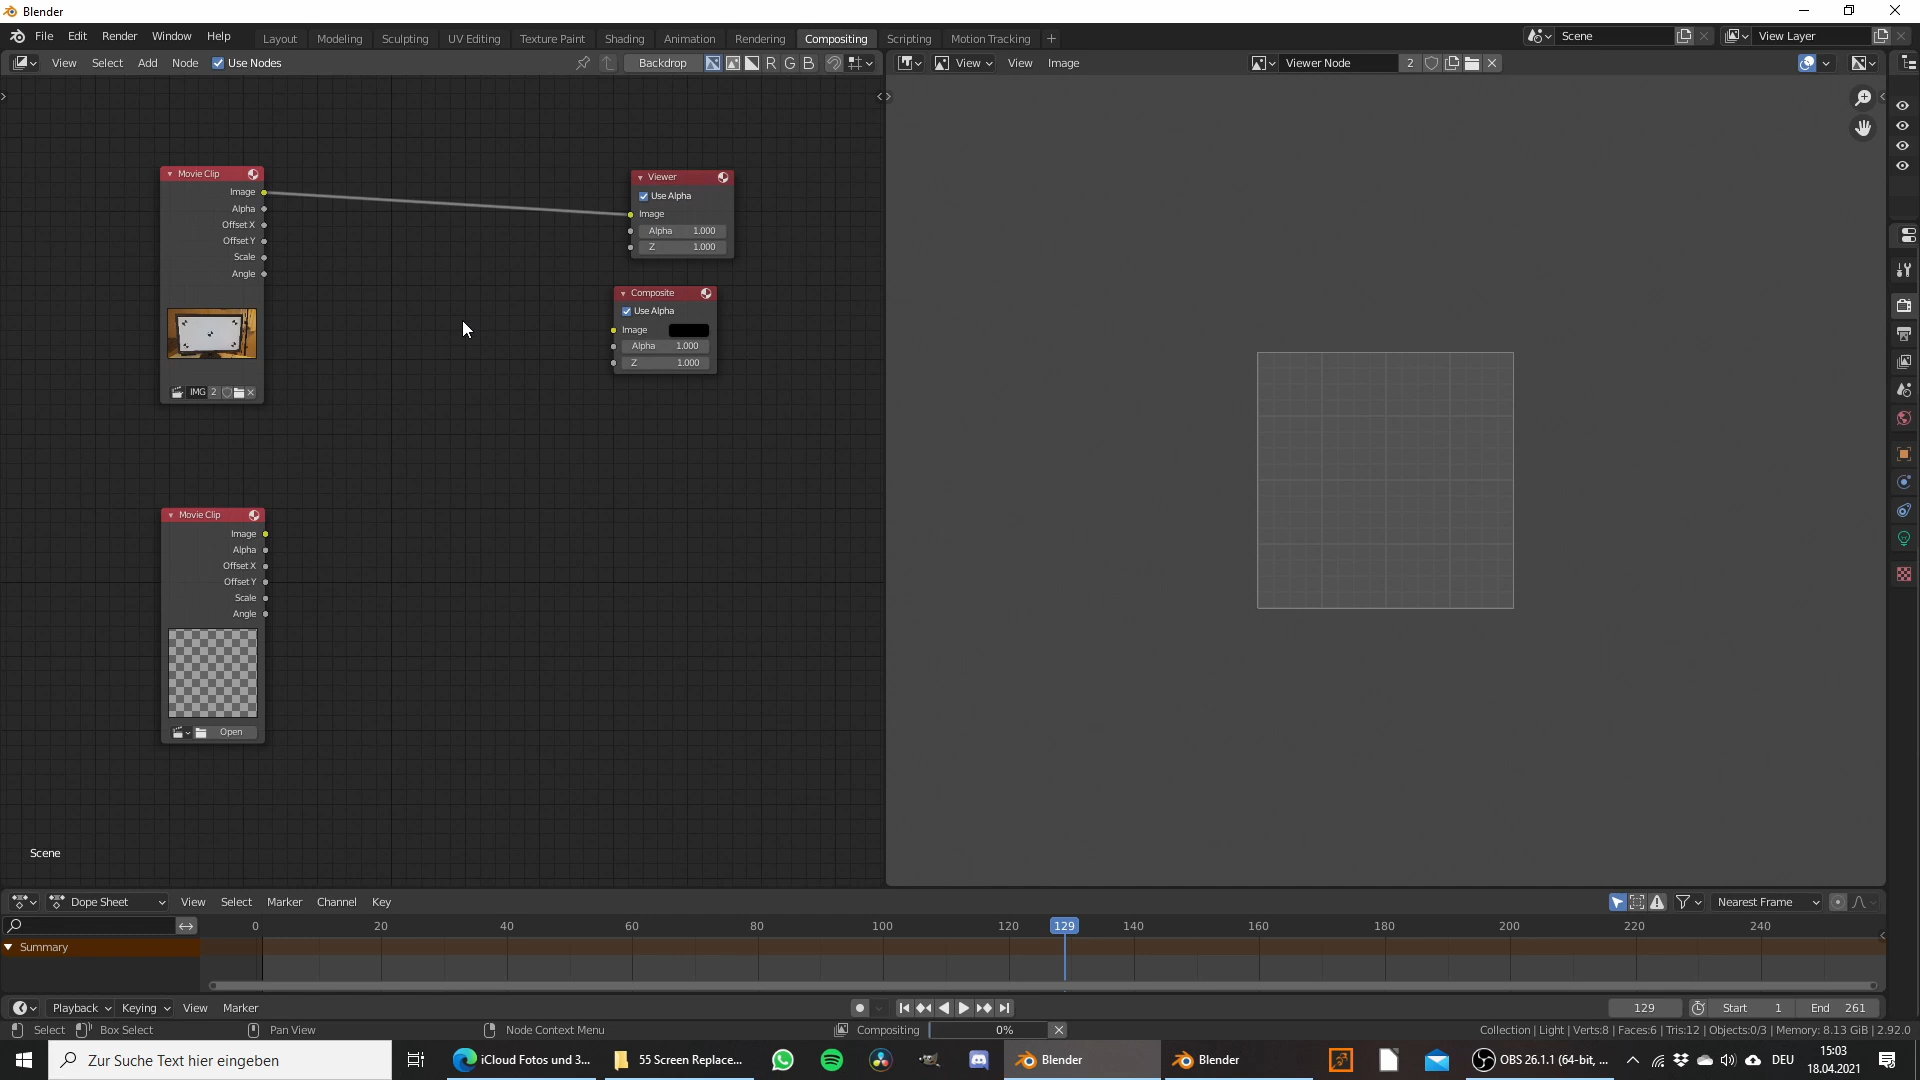 Blender
File Edit Render Window Help Layout Modeling Sculpting UV Editing Texture Paint Shading Animation Rendering Compositing Scripting Motion Tracking + Scene View Layer
View Select Add Node Use Nodes Backdrop R G B View View Image Viewer Node 2
Movie Clip
Image
Alpha
Offset X
Offset Y
Scale
Angle
IMG 2
Viewer
Use Alpha
Image
Alpha 1.000
Z 1.000
Composite
Use Alpha
Image
Alpha 1.000
Z 1.000
Movie Clip
Image
Alpha
Offset X
Offset Y
Scale
Angle
Open
Scene
Dope Sheet View Select Marker Channel Key Nearest Frame
0 20 40 60 80 100 120 129 140 160 180 200 220 240
Summary
Playback Keying View Marker 129 Start 1 End 261
Select Box Select Pan View Node Context Menu Compositing 0% Collection | Light | Verts:8 | Faces:6 | Tris:12 | Objects:0/3 | Memory: 8.13 GiB | 2.92.0
Zur Suche Text hier eingeben iCloud Fotos und 3... 55 Screen Replace... Blender Blender OBS 26.1.1 (64-bit, ... DEU 15:03
18.04.2021